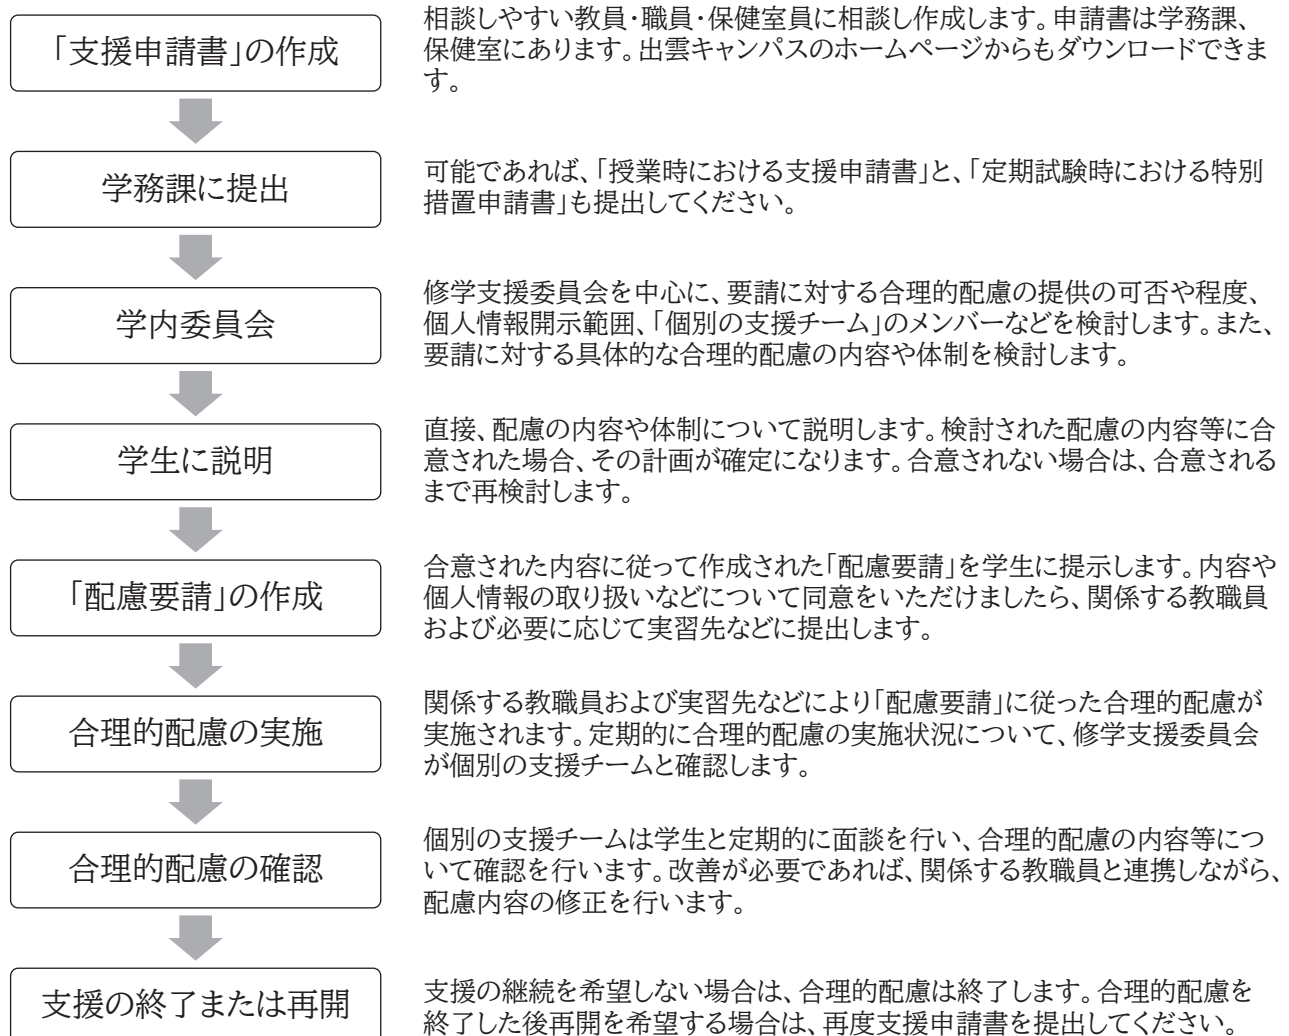 「支援申請書」の作成
相談しやすい教員・職員・保健室員に相談し作成します。申請書は学務課、
保健室にあります。出雲キャンパスのホームページからもダウンロードできま
す。
学務課に提出
可能であれば、「授業時における支援申請書」と、「定期試験時における特別
措置申請書」も提出してください。
学内委員会
修学支援委員会を中心に、要請に対する合理的配慮の提供の可否や程度、
個人情報開示範囲、「個別の支援チーム」のメンバーなどを検討します。また、
要請に対する具体的な合理的配慮の内容や体制を検討します。
学生に説明
直接、配慮の内容や体制について説明します。検討された配慮の内容等に合
意された場合、その計画が確定になります。合意されない場合は、合意される
まで再検討します。
「配慮要請」の作成
合意された内容に従って作成された「配慮要請」を学生に提示します。内容や
個人情報の取り扱いなどについて同意をいただけましたら、関係する教職員
および必要に応じて実習先などに提出します。
合理的配慮の実施
関係する教職員および実習先などにより「配慮要請」に従った合理的配慮が
実施されます。定期的に合理的配慮の実施状況について、修学支援委員会
が個別の支援チームと確認します。
合理的配慮の確認
個別の支援チームは学生と定期的に面談を行い、合理的配慮の内容等につ
いて確認を行います。改善が必要であれば、関係する教職員と連携しながら、
配慮内容の修正を行います。
支援の終了または再開
支援の継続を希望しない場合は、合理的配慮は終了します。合理的配慮を
終了した後再開を希望する場合は、再度支援申請書を提出してください。